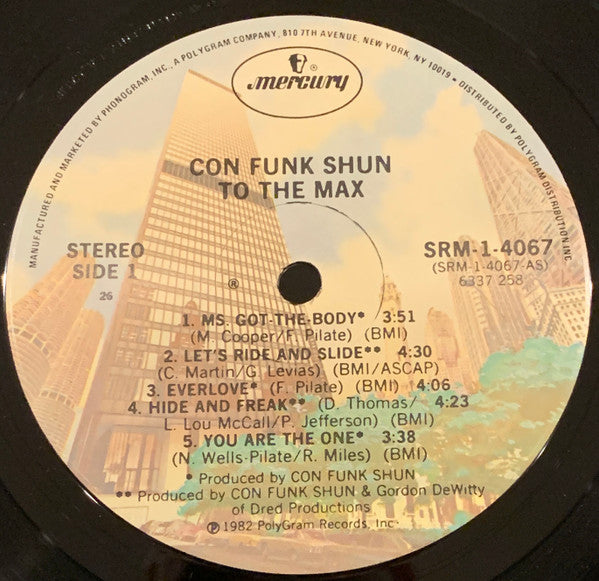 MANUFACTURED AND MARKETED BY PHONOGRAM, INC., A POLYGRAM COMPANY, 810 7TH AVENUE, NEW YORK, NY 10019 • DISTRIBUTED BY POLYGRAM DISTRIBUTION, INC.
mercury
CON FUNK SHUN
TO THE MAX
STEREO
SIDE 1
26
SRM-1-4067
(SRM-1-4067-AS)
6337 258
®
1. MS. GOT-THE-BODY* 3:51
(M. Cooper/F. Pilate) (BMI)
2. LET'S RIDE AND SLIDE** 4:30
(C. Martin/G. Levias) (BMI/ASCAP)
3. EVERLOVE* (F. Pilate) (BMI) 4:06
4. HIDE AND FREAK** (D. Thomas/ 4:23
L. Lou McCall/P. Jefferson) (BMI)
5. YOU ARE THE ONE* 3:38
(N. Wells-Pilate/R. Miles) (BMI)
* Produced by CON FUNK SHUN
** Produced by CON FUNK SHUN & Gordon DeWitty
of Dred Productions
℗ 1982 PolyGram Records, Inc.